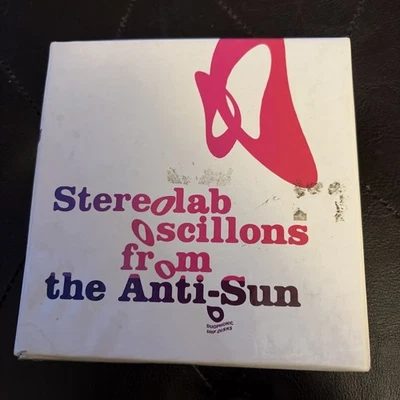 Stereolab
oscillons
from
the Anti-Sun